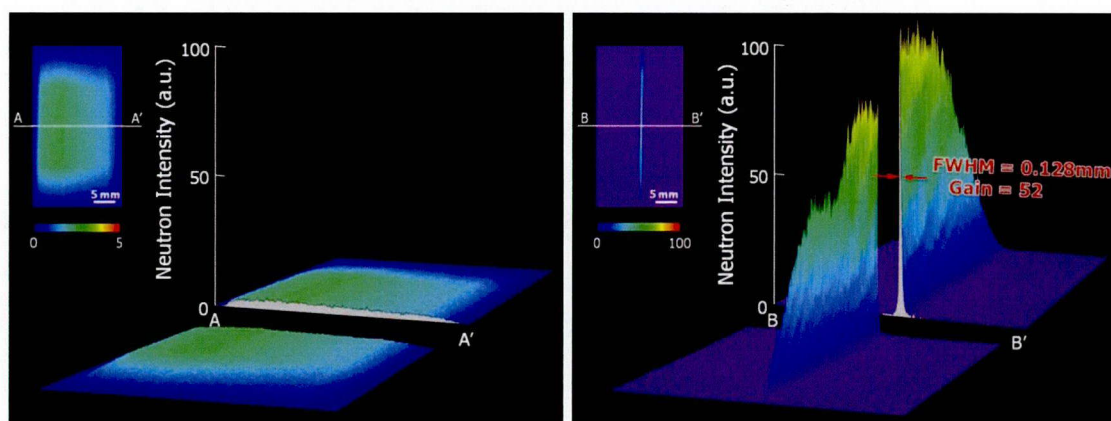 100
50
0
Neutron Intensity (a.u.)
A
A'
5 mm
0
5
A
A'
100
50
0
Neutron Intensity (a.u.)
B
B'
5 mm
0
100
FWHM = 0.128mm
Gain = 52
B
B'